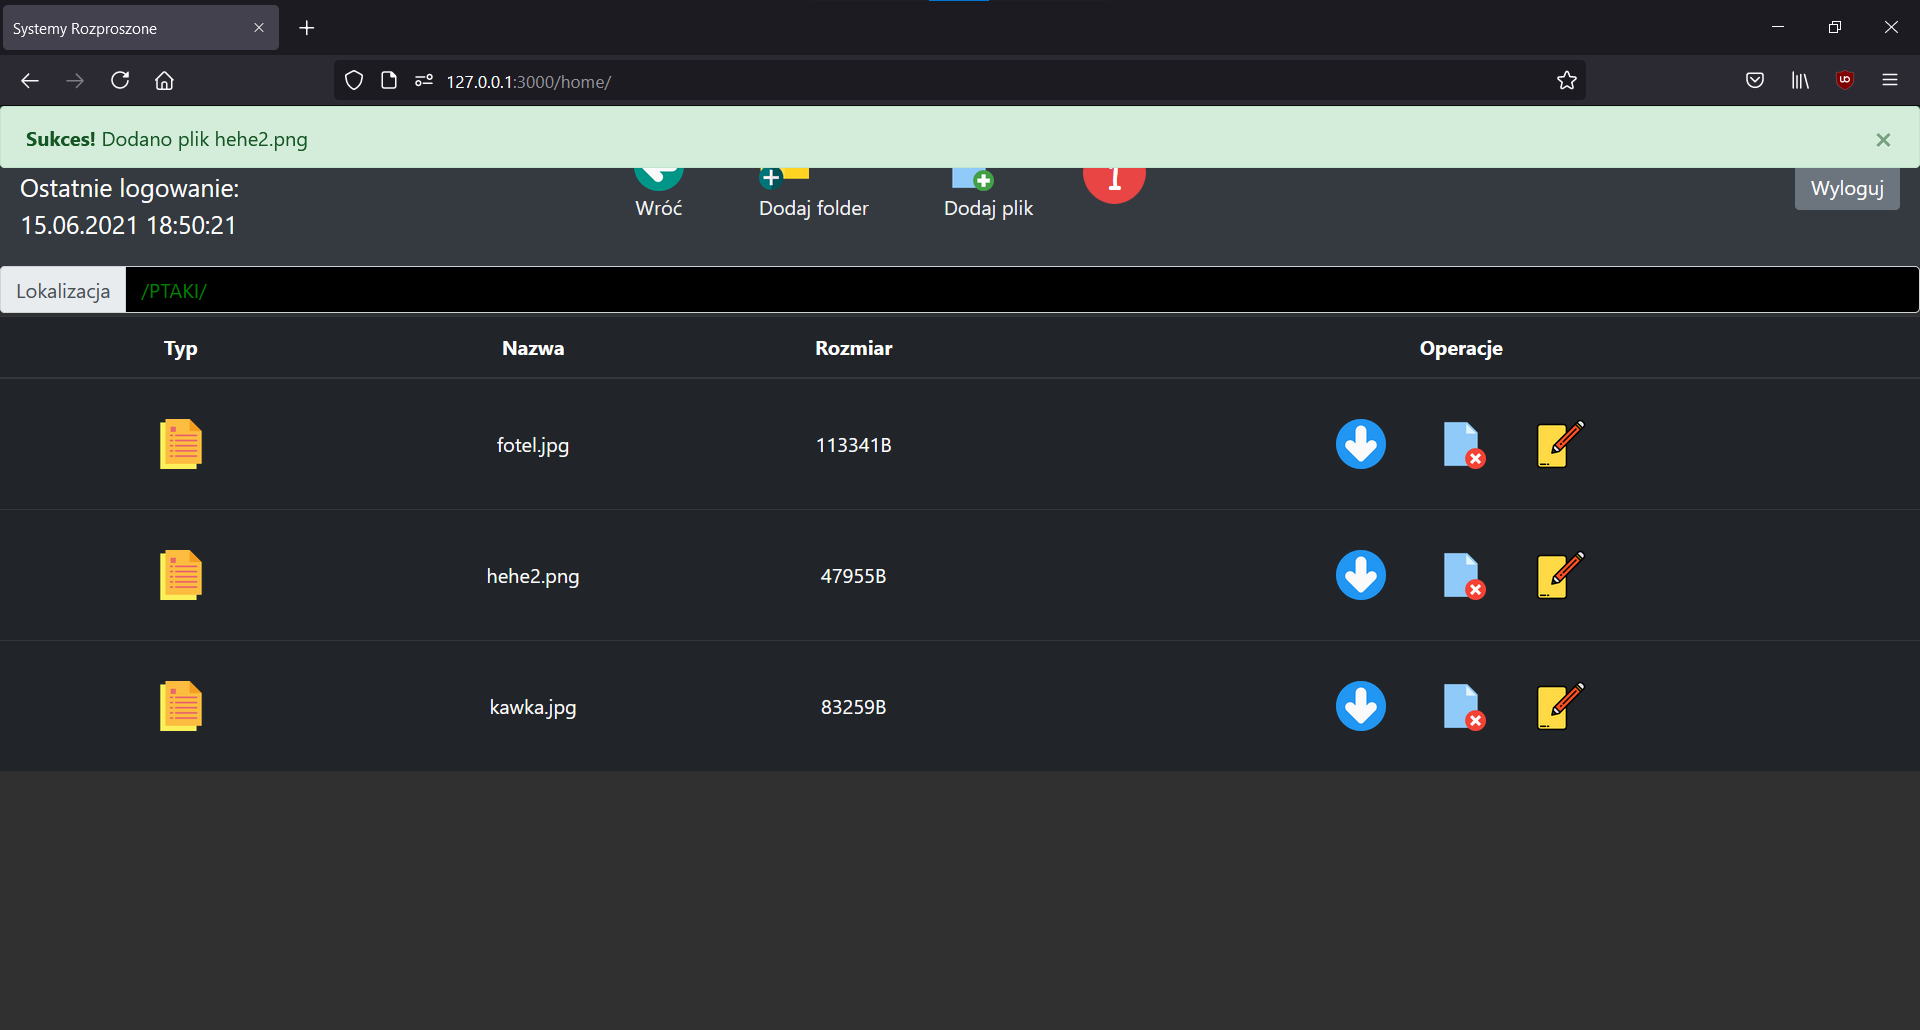 Systemy Rozproszone
127.0.0.1:3000/home/
Sukces! Dodano plik hehe2.png
Ostatnie logowanie:
15.06.2021 18:50:21
Wróć
Dodaj folder
Dodaj plik
Wyloguj
Lokalizacja
/PTAKI/
Typ Nazwa Rozmiar Operacje
fotel.jpg 113341B
hehe2.png 47955B
kawka.jpg 83259B